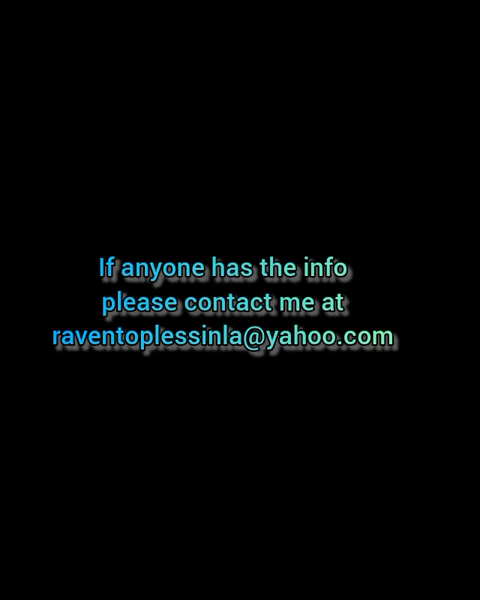 If anyone has the info
please contact me at
raventoplessinla@yahoo.com